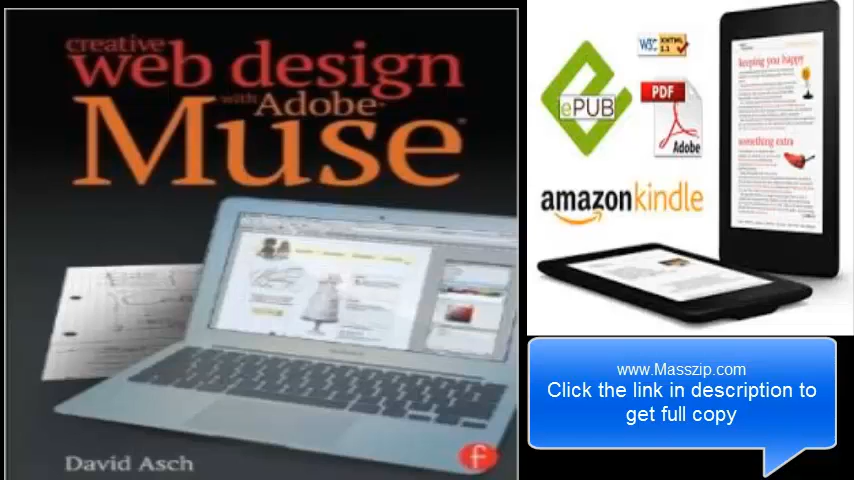 creative
web design
with Adobe
Muse
David Asch
f
W3C XHTML 1.1
ePUB
PDF
Adobe
amazonkindle
keeping you happy
something extra
www.Masszip.com
Click the link in description to
get full copy